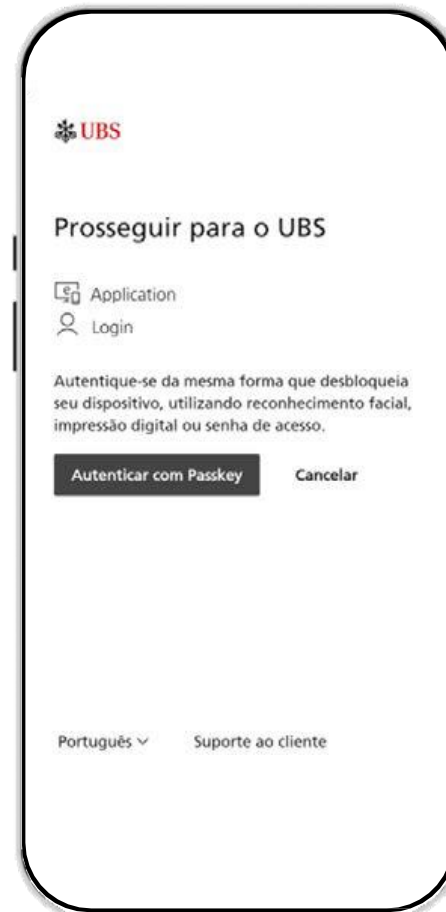 UBS
Prosseguir para o UBS
Application
Login
Autentique-se da mesma forma que desbloqueia
seu dispositivo, utilizando reconhecimento facial,
impressão digital ou senha de acesso.
Autenticar com Passkey Cancelar
Português Suporte ao cliente